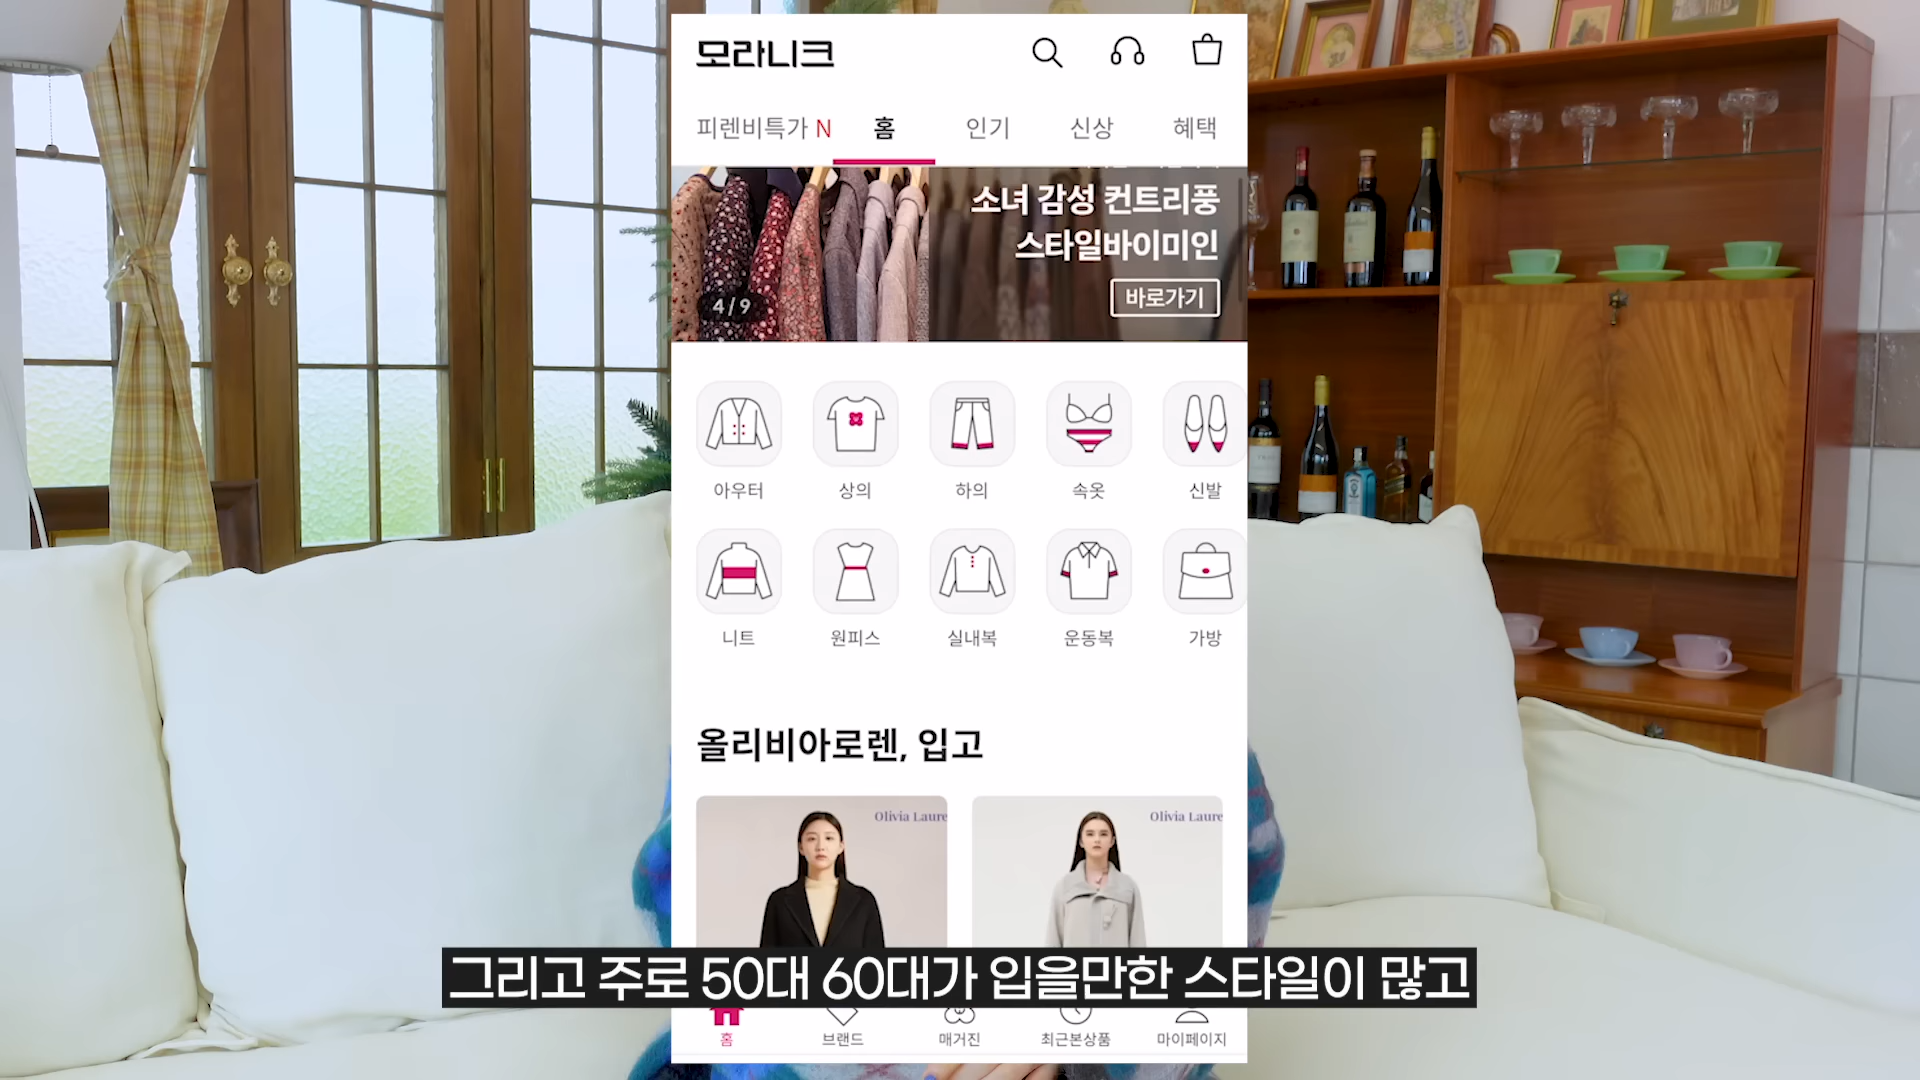 모라니크
피렌비특가 N 홈 인기 신상 혜택
소녀 감성 컨트리풍
스타일바이미인
바로가기
4/9
아우터 상의 하의 속옷 신발
니트 원피스 실내복 운동복 가방
올리비아로렌, 입고
Olivia Laure Olivia Laure
그리고 주로 50대 60대가 입을만한 스타일이 많고
홈 브랜드 매거진 최근본상품 마이페이지